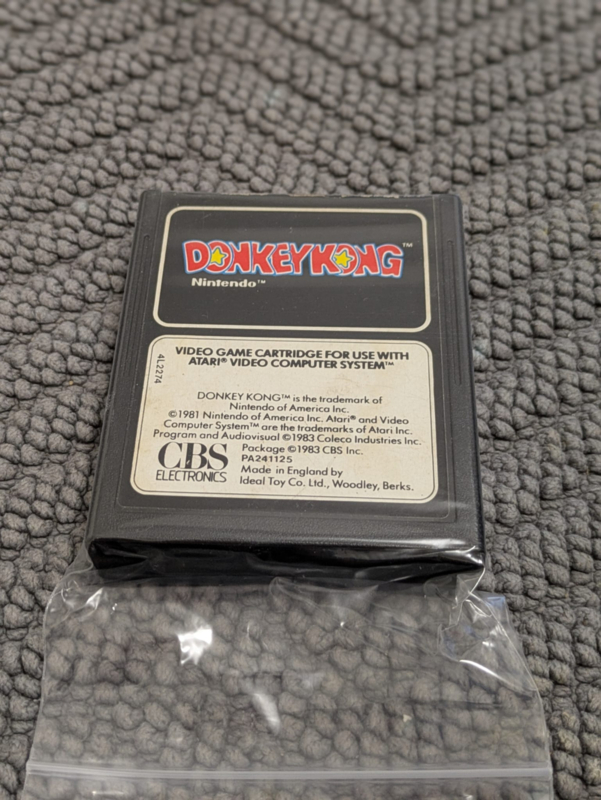 DONKEY KONG™
Nintendo™
VIDEO GAME CARTRIDGE FOR USE WITH
ATARI® VIDEO COMPUTER SYSTEM™
4L2274
DONKEY KONG™ is the trademark of
Nintendo of America Inc.
©1981 Nintendo of America Inc. Atari® and Video
Computer System™ are the trademarks of Atari Inc.
Program and Audiovisual ©1983 Coleco Industries Inc.
Package ©1983 CBS Inc.
PA241125
CBS
ELECTRONICS
Made in England by
Ideal Toy Co. Ltd., Woodley, Berks.